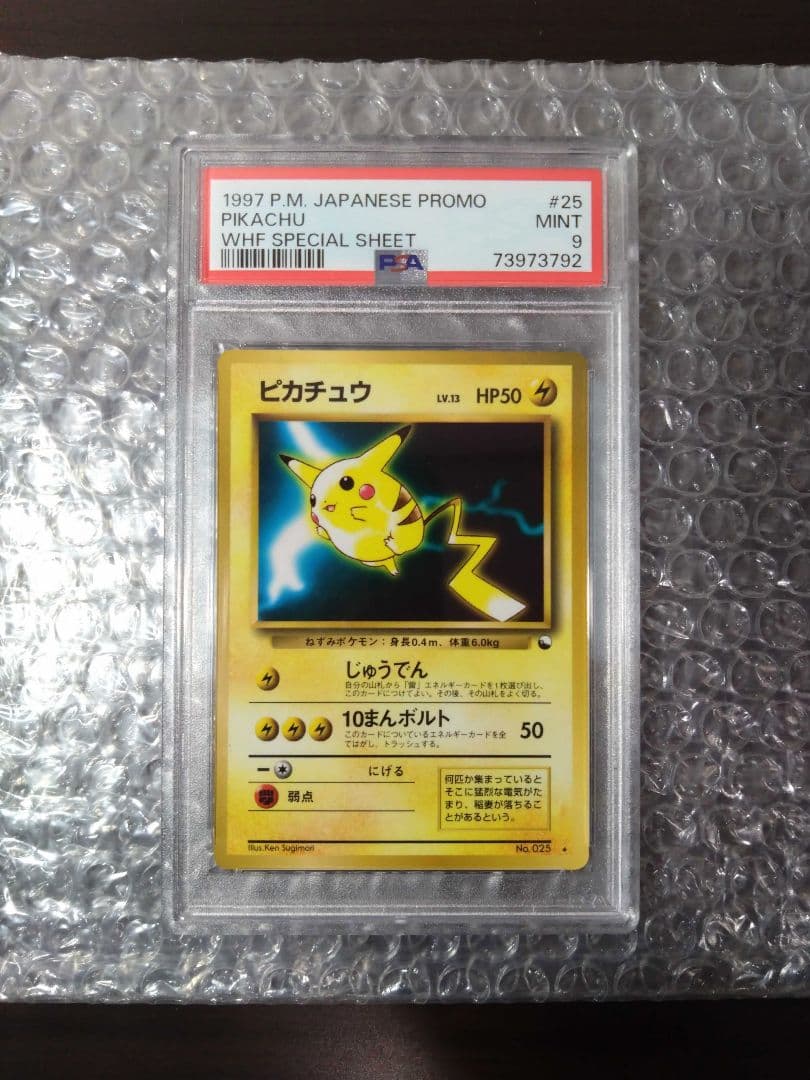 1997 P.M. JAPANESE PROMO #25
PIKACHU MINT
WHF SPECIAL SHEET 9
PSA 73973792
ピカチュウ LV.13 HP50
ねずみポケモン：身長0.4m、体重6.0kg
じゅうでん
自分の山札から「雷」エネルギーカードを1枚選び出し、
このカードにつけてよい。その後、その山札をよく切る。
10まんボルト 50
このカードについているエネルギーカードを全
てはがし、トラッシュする。
にげる
弱点
何匹か集まっていると
そこに猛烈な電気がた
まり、稲妻が落ちるこ
とがあるという。
Illus.Ken Sugimori No.025